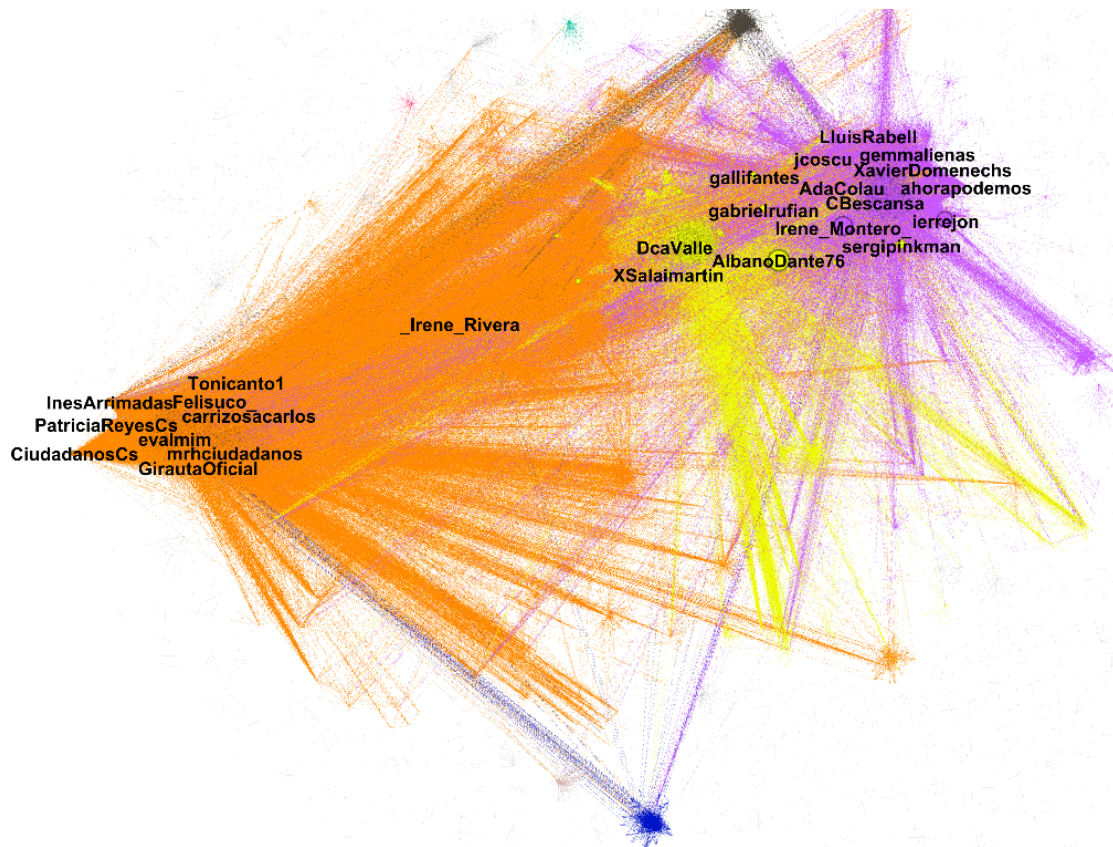 LluisRabell
jcoscu
gemmalienas
XavierDomenechs
gallifantes
AdaColau
ahorapodemos
CBescansa
gabrielrufian
ierrejon
Irene_Montero_
DcaValle
sergipinkman
AlbanoDante76
XSalaimartin
_Irene_Rivera
Tonicanto1
InesArrimadas
Felisuco_
carrizosacarlos
PatriciaReyesCs
evalmim
CiudadanosCs
mrhciudadanos
GirautaOficial